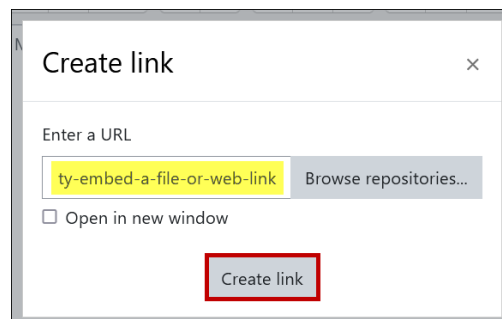 Create link ×
Enter a URL
ty-embed-a-file-or-web-link Browse repositories...
Open in new window
Create link